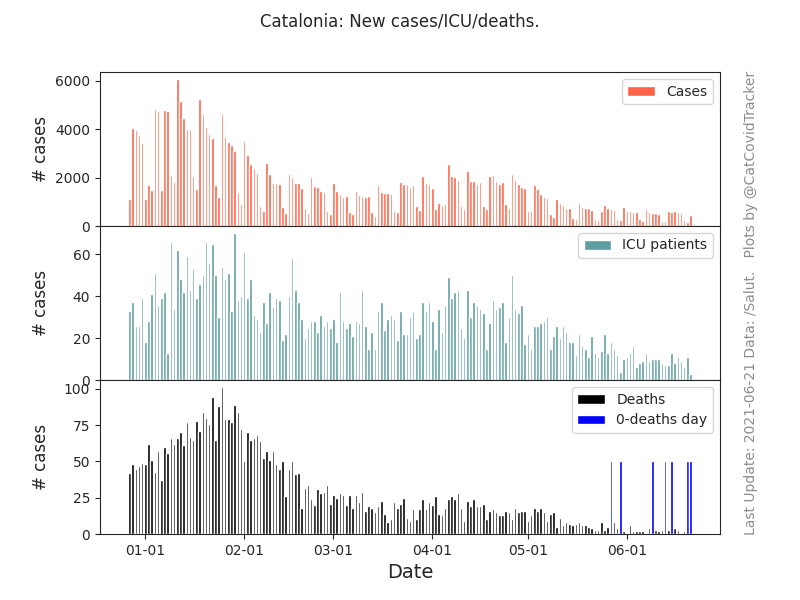 Catalonia: New cases/ICU/deaths.
6000
4000
2000
0
# cases
Cases
60
40
20
0
# cases
ICU patients
100
75
50
25
0
# cases
Deaths
0-deaths day
01-01
02-01
03-01
04-01
05-01
06-01
Date
Last Update: 2021-06-21 Data: /Salut.   Plots by @CatCovidTracker